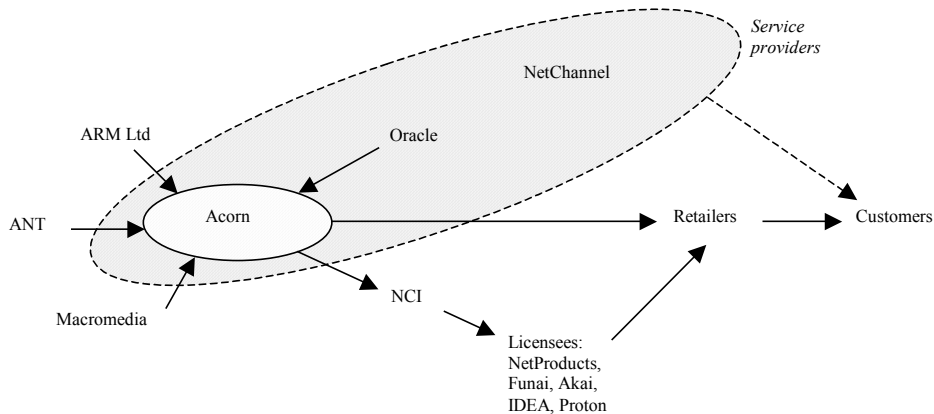 Service
providers
NetChannel
ARM Ltd
Oracle
Acorn
ANT
Retailers
Customers
Macromedia
NCI
Licensees:
NetProducts,
Funai, Akai,
IDEA, Proton